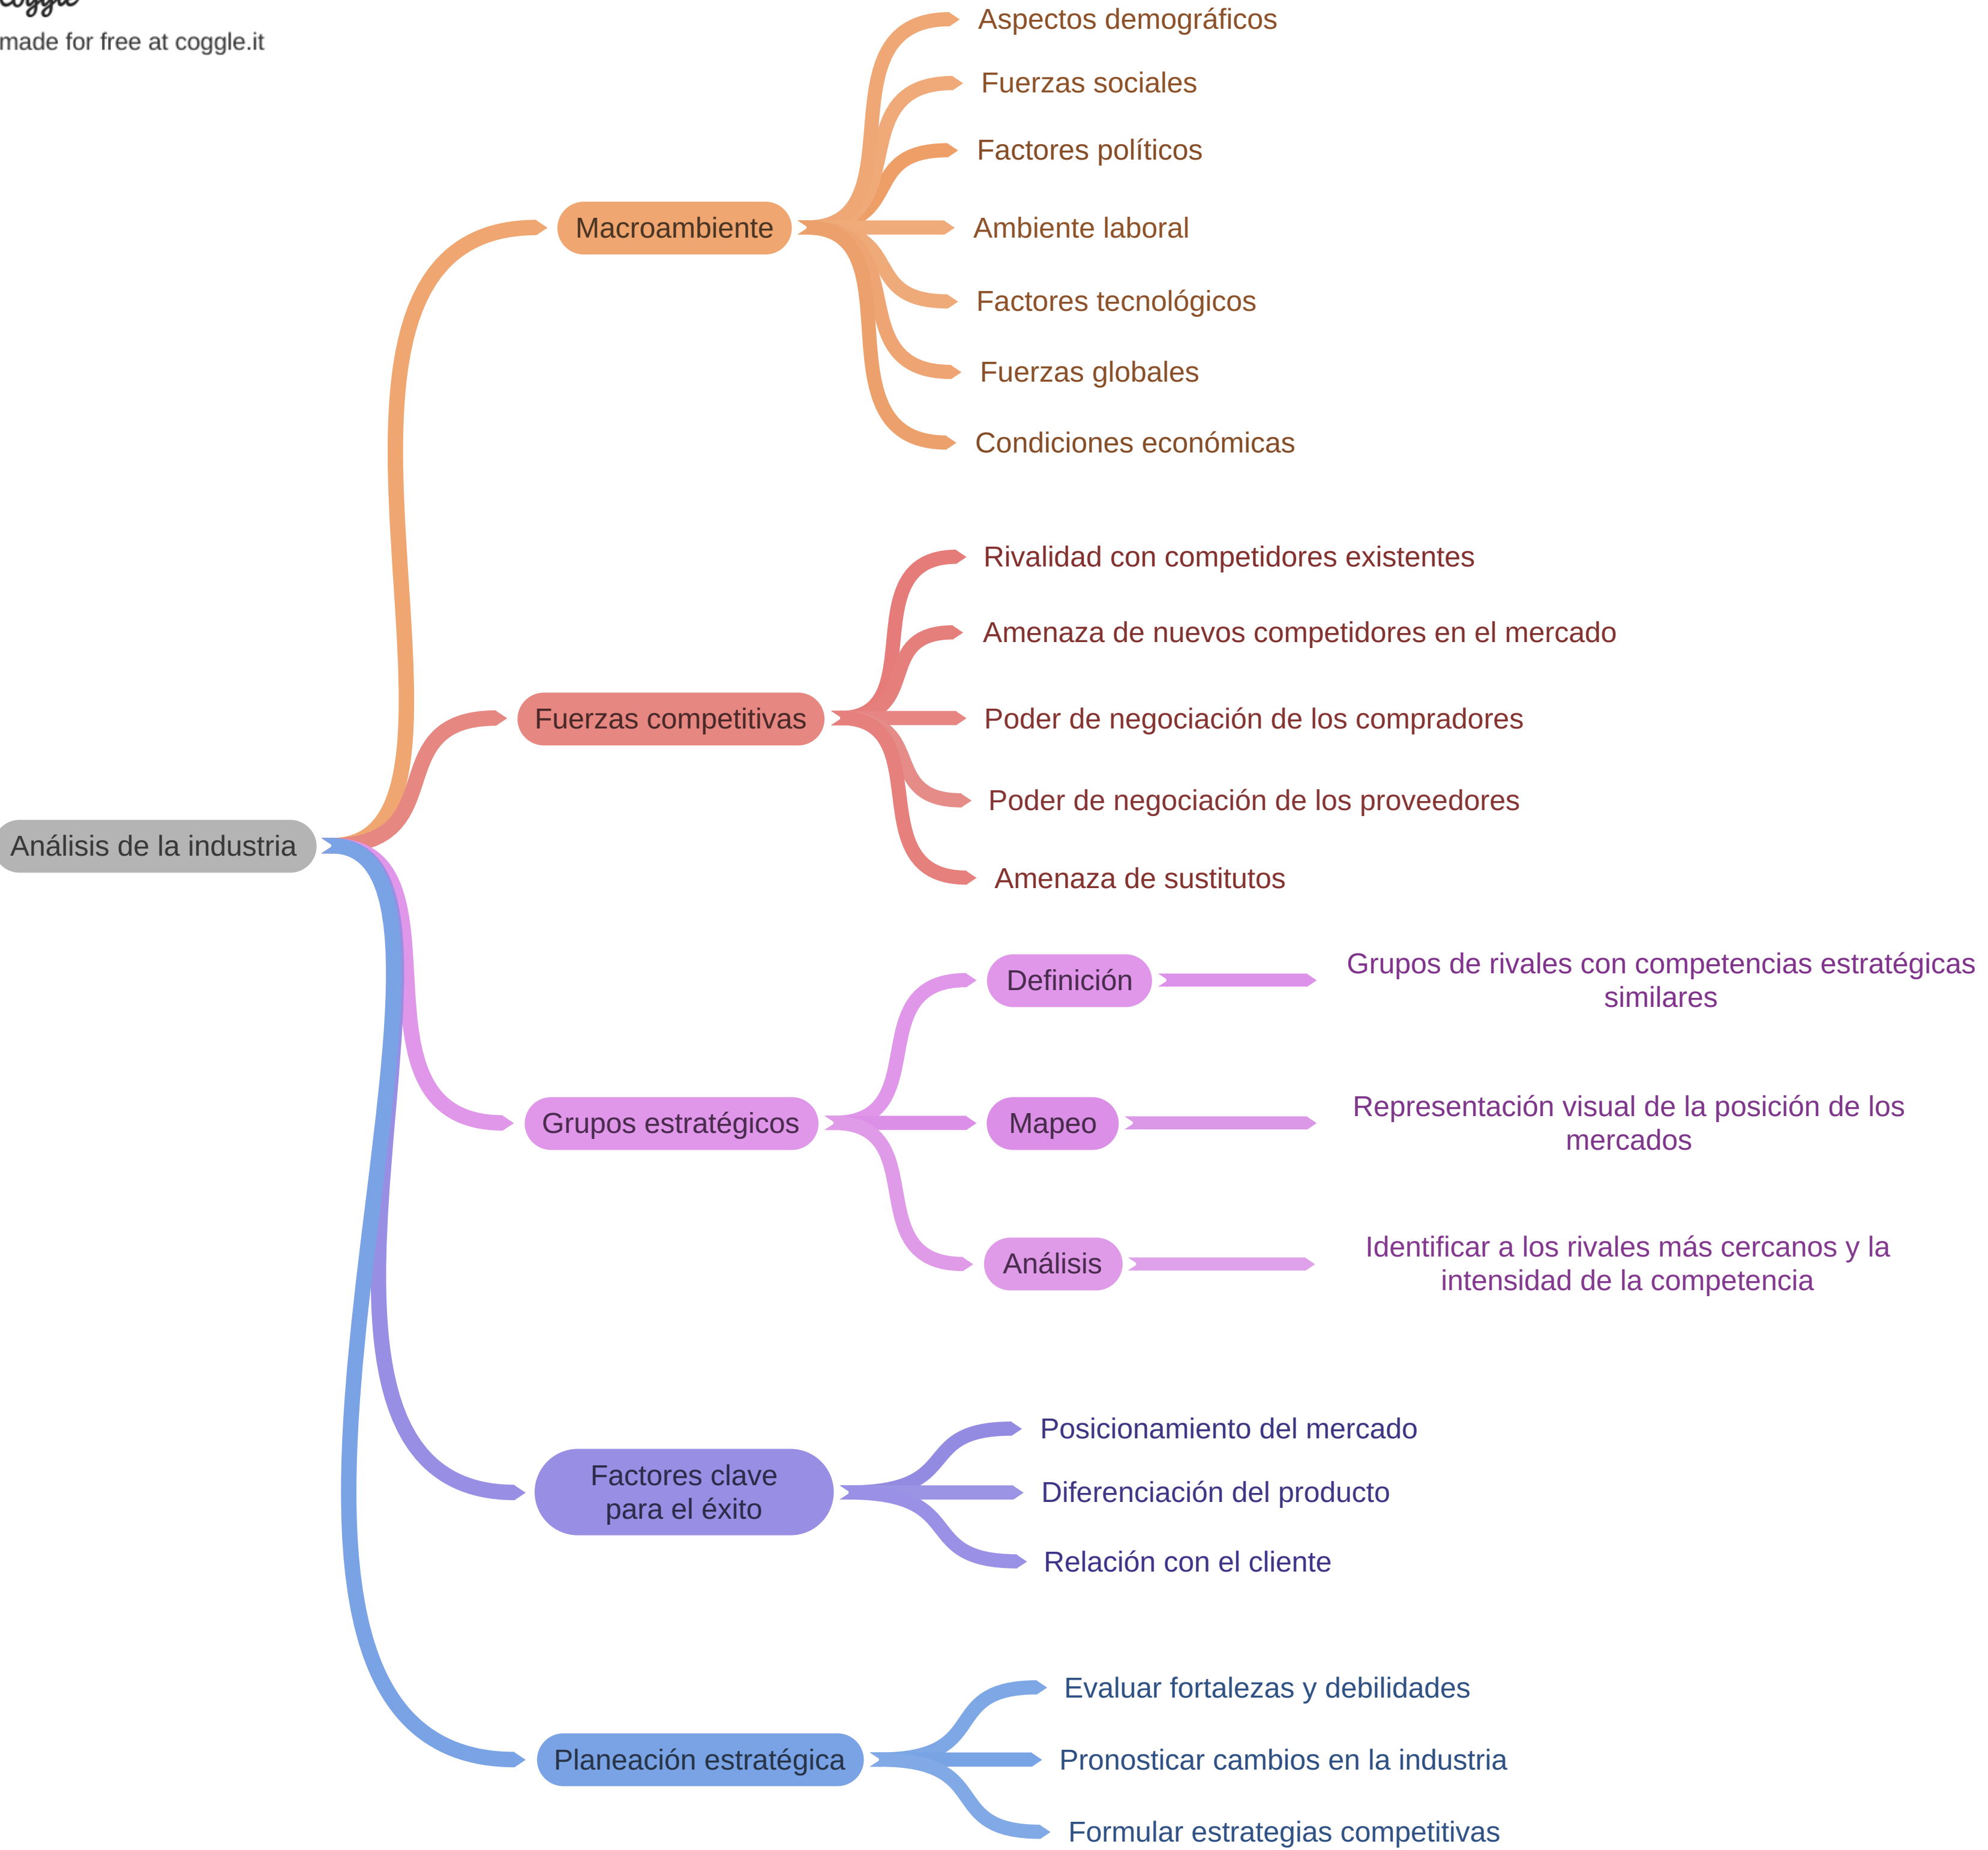 made for free at coggle.it
Aspectos demográficos
Fuerzas sociales
Factores políticos
Macroambiente
Ambiente laboral
Factores tecnológicos
Fuerzas globales
Condiciones económicas
Rivalidad con competidores existentes
Amenaza de nuevos competidores en el mercado
Fuerzas competitivas
Poder de negociación de los compradores
Poder de negociación de los proveedores
Amenaza de sustitutos
Análisis de la industria
Definición
Grupos de rivales con competencias estratégicas
similares
Grupos estratégicos
Mapeo
Representación visual de la posición de los
mercados
Análisis
Identificar a los rivales más cercanos y la
intensidad de la competencia
Posicionamiento del mercado
Factores clave
para el éxito
Diferenciación del producto
Relación con el cliente
Evaluar fortalezas y debilidades
Planeación estratégica
Pronosticar cambios en la industria
Formular estrategias competitivas